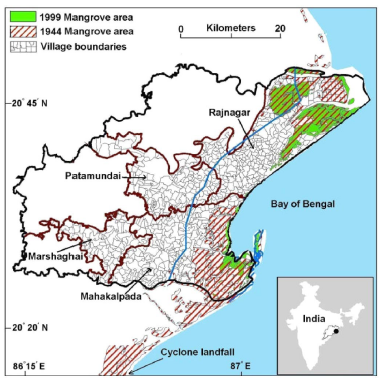 1999 Mangrove area
1944 Mangrove area
Village boundaries
Kilometers
0 10 20
20° 45'
Rajnagar
Patamundai
Bay of Bengal
Marshaghai
Mahakalpada
India
20° 20'
Cyclone landfall
86° 15' 87°